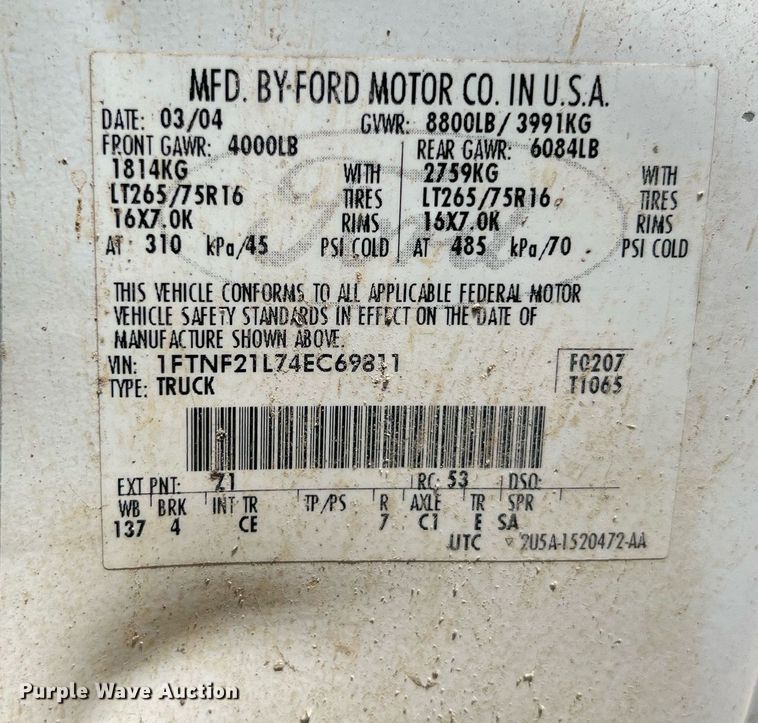 MFD. BY FORD MOTOR CO. IN U.S.A.
DATE: 03/04 GVWR: 8800LB/ 3991KG
FRONT GAWR: 4000LB REAR GAWR: 6084LB
1814KG WITH 2759KG WITH
LT265/75R16 TIRES LT265/75R16 TIRES
16X7.0K RIMS 16X7.0K RIMS
AT 310 kPa/45 PSI COLD AT 485 kPa/70 PSI COLD
Ford
THIS VEHICLE CONFORMS TO ALL APPLICABLE FEDERAL MOTOR
VEHICLE SAFETY STANDARDS IN EFFECT ON THE DATE OF
MANUFACTURE SHOWN ABOVE.
VIN: 1FTNF21L74EC69811 F0207
TYPE: TRUCK T1065
EXT PNT: Z1 RC: 53 DSO:
WB BRK INT TR TP/PS R AXLE TR SPR
137 4 CE 7 C1 E SA
UTC 2U5A-1520472-AA
Purple Wave Auction